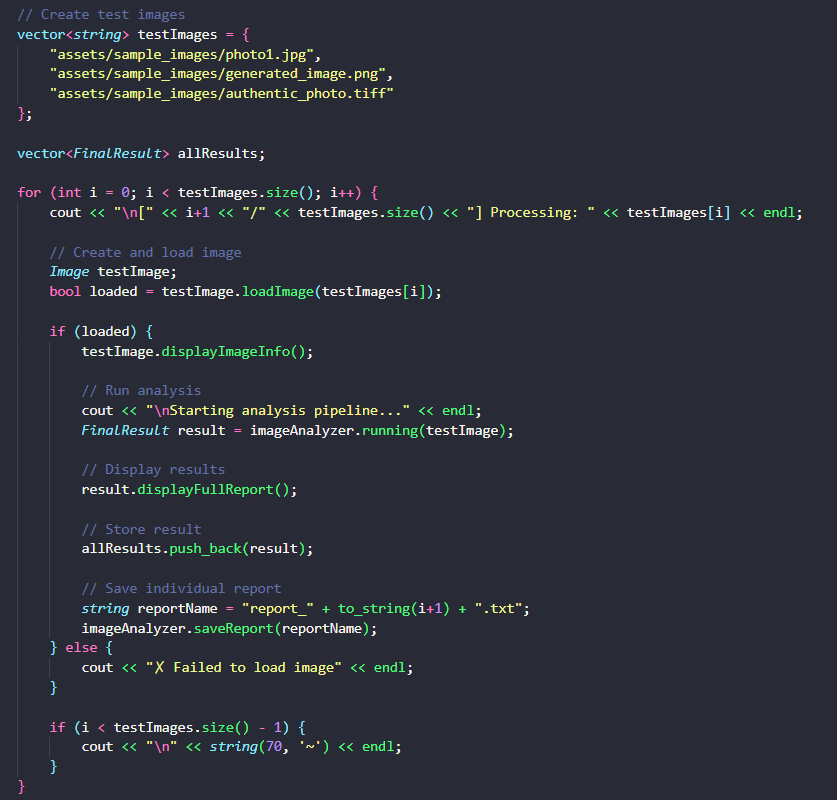 // Create test images
vector<string> testImages = {
    "assets/sample_images/photo1.jpg",
    "assets/sample_images/generated_image.png",
    "assets/sample_images/authentic_photo.tiff"
};

vector<FinalResult> allResults;

for (int i = 0; i < testImages.size(); i++) {
    cout << "\n[" << i+1 << "/" << testImages.size() << "] Processing: " << testImages[i] << endl;

    // Create and load image
    Image testImage;
    bool loaded = testImage.loadImage(testImages[i]);

    if (loaded) {
        testImage.displayImageInfo();

        // Run analysis
        cout << "\nStarting analysis pipeline..." << endl;
        FinalResult result = imageAnalyzer.running(testImage);

        // Display results
        result.displayFullReport();

        // Store result
        allResults.push_back(result);

        // Save individual report
        string reportName = "report_" + to_string(i+1) + ".txt";
        imageAnalyzer.saveReport(reportName);
    } else {
        cout << "✗ Failed to load image" << endl;
    }

    if (i < testImages.size() - 1) {
        cout << "\n" << string(70, '~') << endl;
    }
}